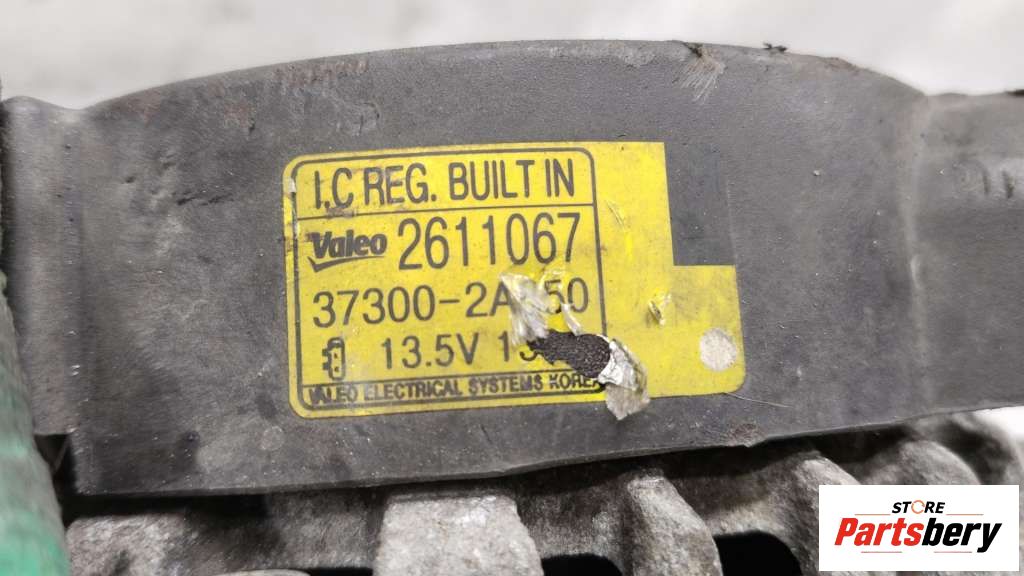 I.C REG. BUILT IN
Valeo 2611067
13.5V
VALEO ELECTRICAL SYSTEMS KOREA
STORE
Partsbery